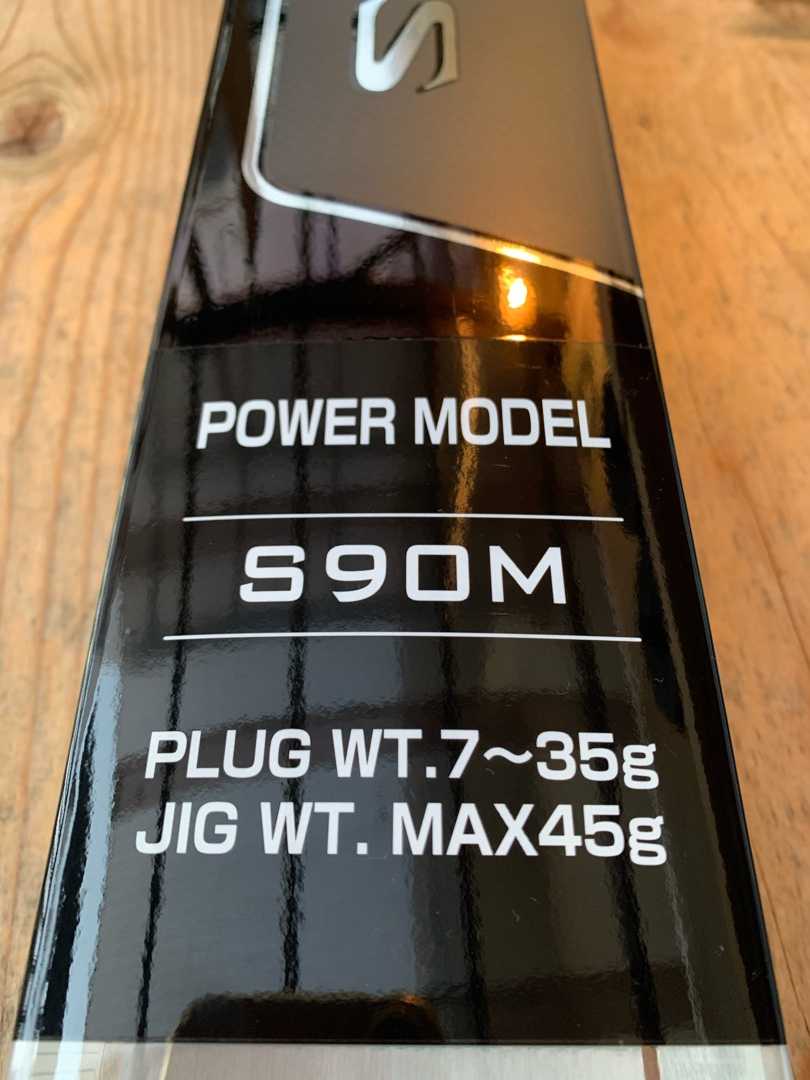 S
POWER MODEL
S90M
PLUG WT.7～35g
JIG WT. MAX45g